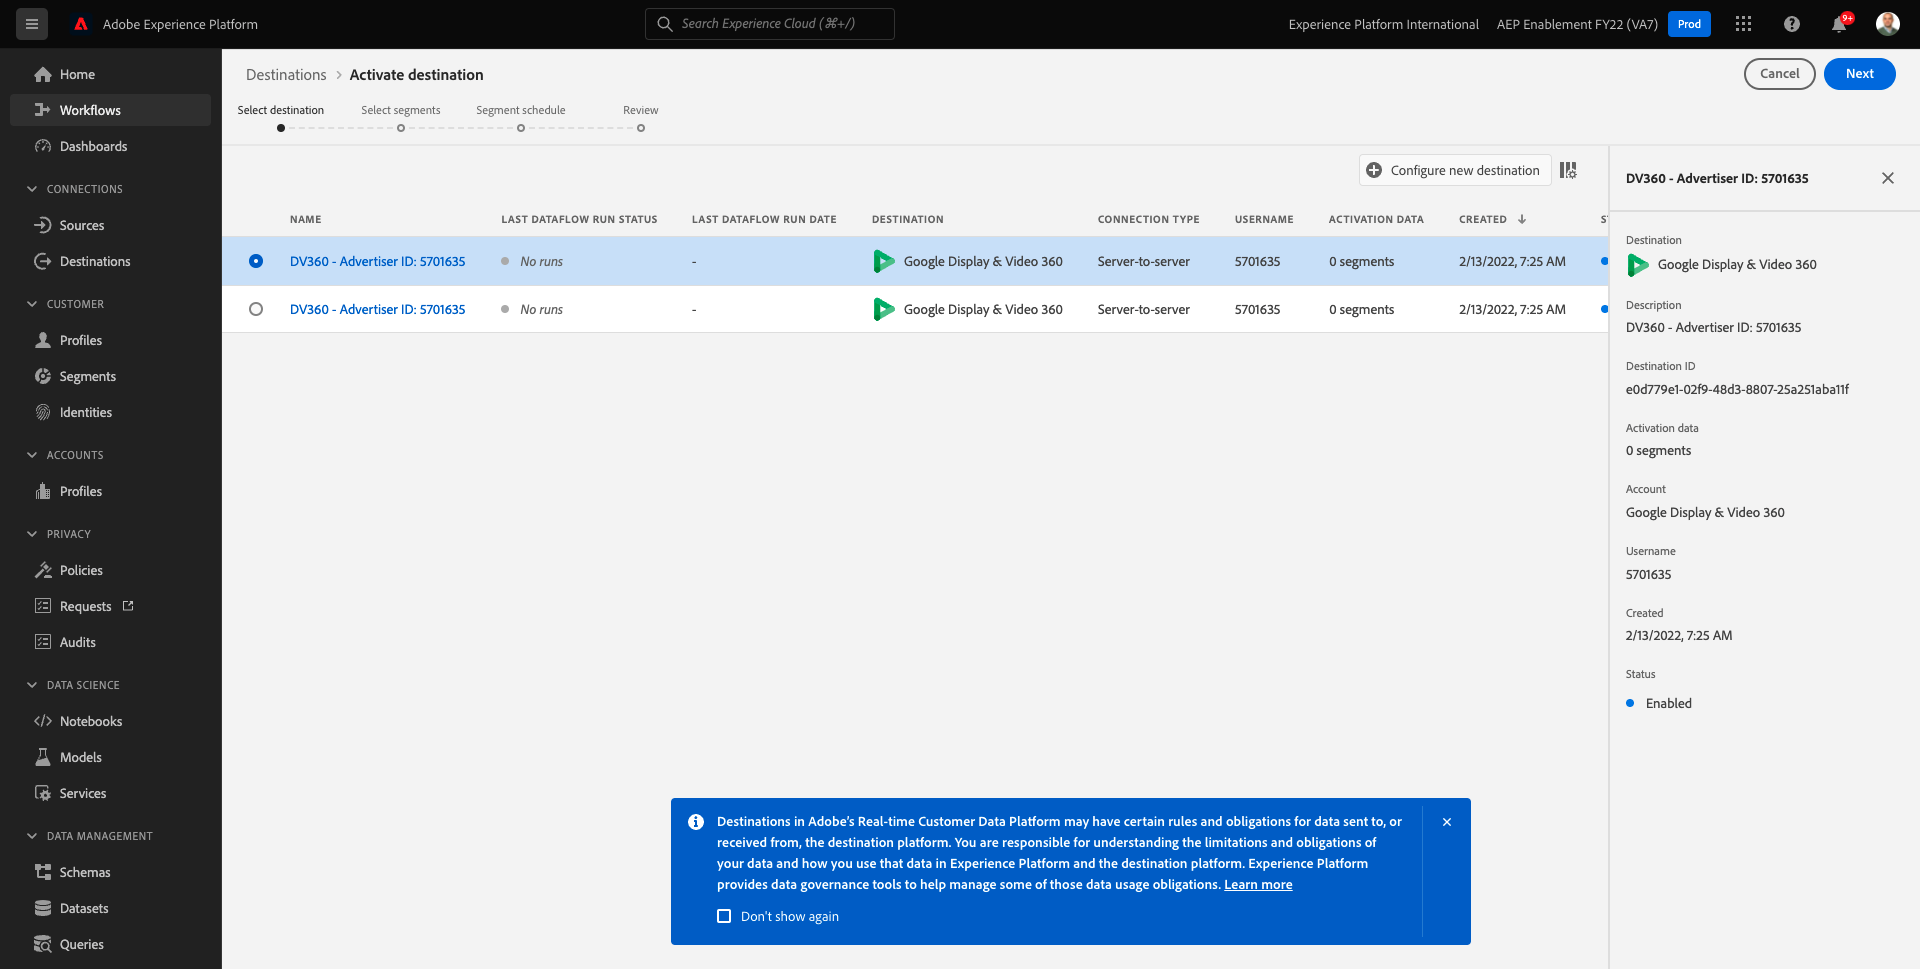 Adobe Experience Platform
Search Experience Cloud (⌘+/)
Experience Platform International
AEP Enablement FY22 (VA7)
Prod
9+
Home
Workflows
Dashboards
CONNECTIONS
Sources
Destinations
CUSTOMER
Profiles
Segments
Identities
ACCOUNTS
Profiles
PRIVACY
Policies
Requests
Audits
DATA SCIENCE
Notebooks
Models
Services
DATA MANAGEMENT
Schemas
Datasets
Queries
Destinations > Activate destination
Cancel
Next
Select destination Select segments Segment schedule Review
Configure new destination
NAME LAST DATAFLOW RUN STATUS LAST DATAFLOW RUN DATE DESTINATION CONNECTION TYPE USERNAME ACTIVATION DATA CREATED ↓
DV360 - Advertiser ID: 5701635 No runs - Google Display & Video 360 Server-to-server 5701635 0 segments 2/13/2022, 7:25 AM
DV360 - Advertiser ID: 5701635 No runs - Google Display & Video 360 Server-to-server 5701635 0 segments 2/13/2022, 7:25 AM
DV360 - Advertiser ID: 5701635
Destination
Google Display & Video 360
Description
DV360 - Advertiser ID: 5701635
Destination ID
e0d779e1-02f9-48d3-8807-25a251aba11f
Activation data
0 segments
Account
Google Display & Video 360
Username
5701635
Created
2/13/2022, 7:25 AM
Status
Enabled
Destinations in Adobe's Real-time Customer Data Platform may have certain rules and obligations for data sent to, or
received from, the destination platform. You are responsible for understanding the limitations and obligations of
your data and how you use that data in Experience Platform and the destination platform. Experience Platform
provides data governance tools to help manage some of those data usage obligations. Learn more
Don't show again